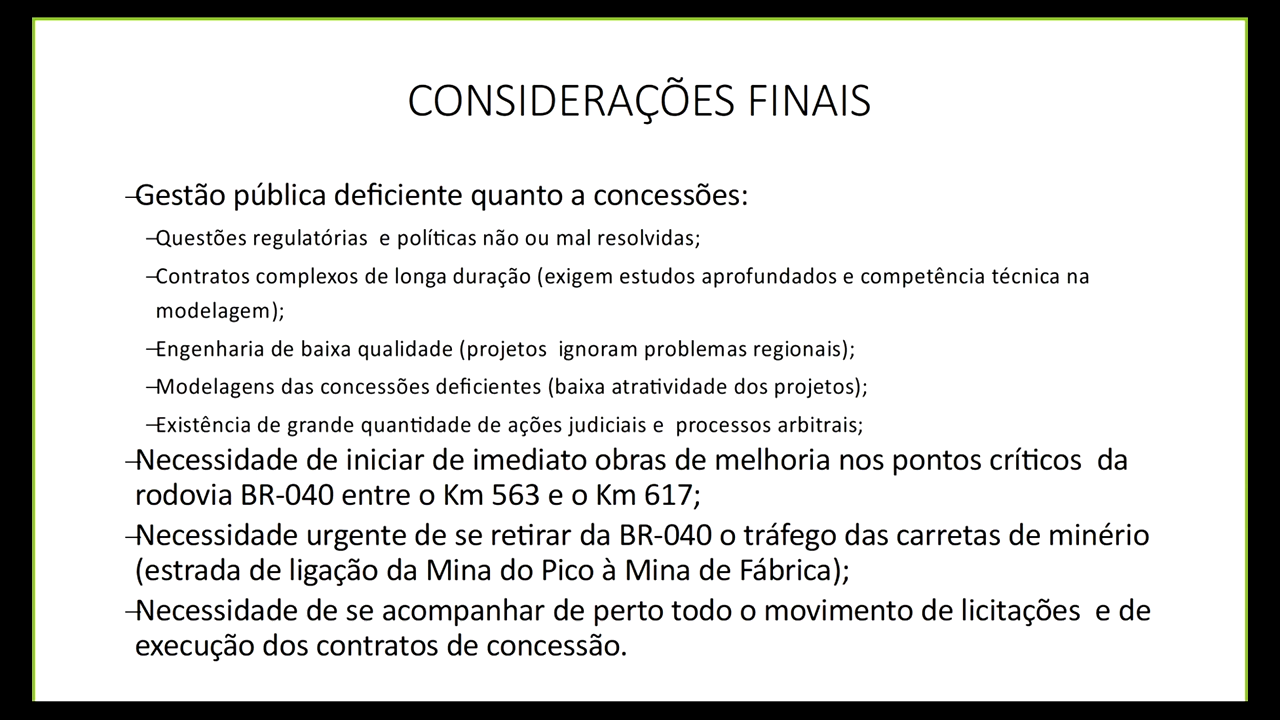 CONSIDERAÇÕES FINAIS
–Gestão pública deficiente quanto a concessões:
–Questões regulatórias e políticas não ou mal resolvidas;
–Contratos complexos de longa duração (exigem estudos aprofundados e competência técnica na
modelagem);
–Engenharia de baixa qualidade (projetos ignoram problemas regionais);
–Modelagens das concessões deficientes (baixa atratividade dos projetos);
–Existência de grande quantidade de ações judiciais e processos arbitrais;
–Necessidade de iniciar de imediato obras de melhoria nos pontos críticos da
rodovia BR-040 entre o Km 563 e o Km 617;
–Necessidade urgente de se retirar da BR-040 o tráfego das carretas de minério
(estrada de ligação da Mina do Pico à Mina de Fábrica);
–Necessidade de se acompanhar de perto todo o movimento de licitações e de
execução dos contratos de concessão.